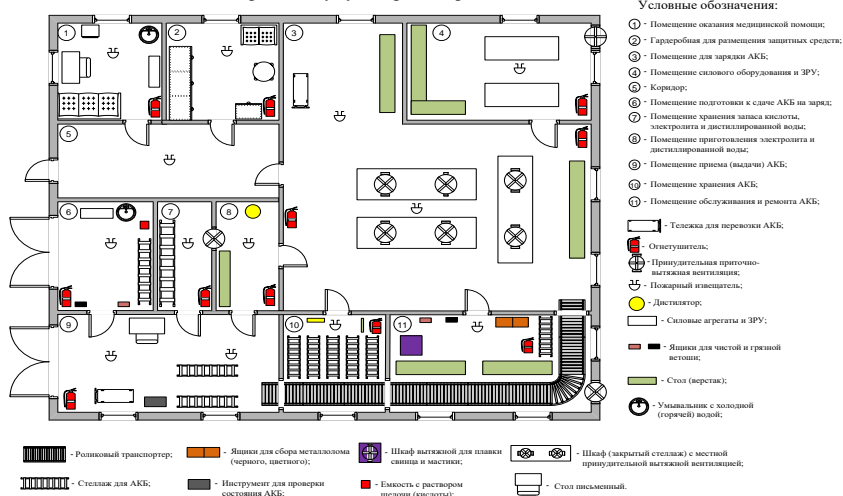 Условные обозначения:
1 - Помещение оказания медицинской помощи;
2 - Гардеробная для размещения защитных средств;
3 - Помещение для зарядки АКБ;
4 - Помещение силового оборудования и ЗРУ;
5 - Коридор;
6 - Помещение подготовки к сдаче АКБ на заряд;
7 - Помещение хранения запаса кислоты,
электролита и дистиллированной воды;
8 - Помещение приготовления электролита и
дистиллированной воды;
9 - Помещение приема (выдачи) АКБ;
10 - Помещение хранения АКБ;
11 - Помещение обслуживания и ремонта АКБ;
- Тележка для перевозки АКБ;
- Огнетушитель;
- Принудительная приточно-
вытяжная вентиляция;
- Пожарный извещатель;
- Дистилятор;
- Силовые агрегаты и ЗРУ;
- Ящики для чистой и грязной
ветоши;
- Стол (верстак);
- Умывальник с холодной
(горячей) водой;
1
2
3
4
5
6
7
8
9
10
11
- Роликовый транспортер;
- Ящики для сбора металлолома
(черного, цветного);
- Шкаф вытяжной для плавки
свинца и мастики;
- Шкаф (закрытый стеллаж) с местной
принудительной вытяжной вентиляцией;
- Стеллаж для АКБ;
- Инструмент для проверки
состояния АКБ;
- Емкость с раствором
щелочи (кислоты);
- Стол письменный.